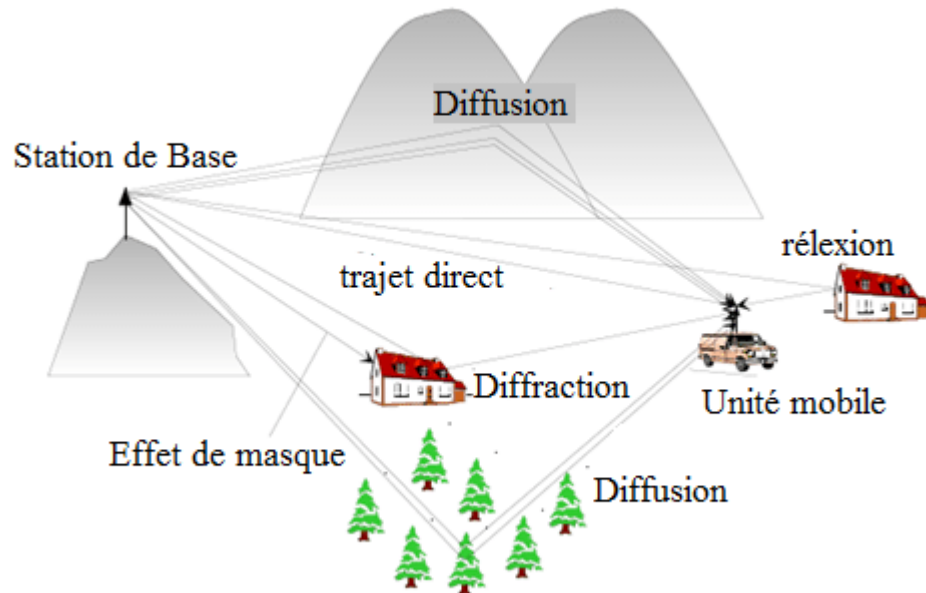 Diffusion
Station de Base
rélexion
trajet direct
Diffraction
Unité mobile
Effet de masque
Diffusion